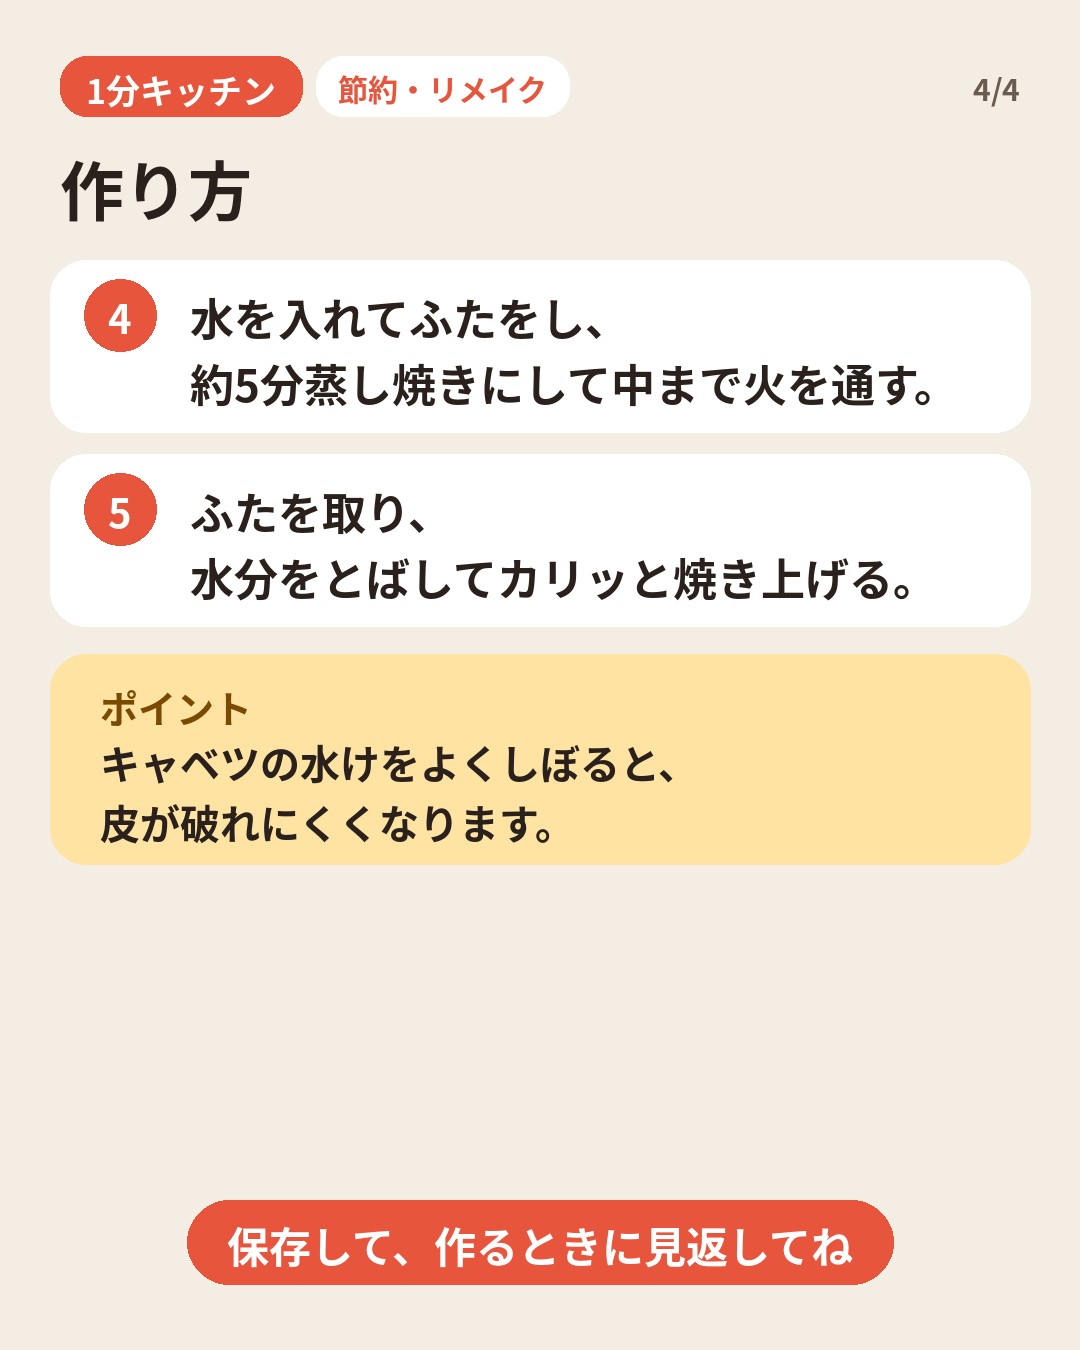 1分キッチン
節約・リメイク
4/4
作り方
4
水を入れてふたをし、
約5分蒸し焼きにして中まで火を通す。
5
ふたを取り、
水分をとばしてカリッと焼き上げる。
ポイント
キャベツの水けをよくしぼると、
皮が破れにくくなります。
保存して、作るときに見返してね